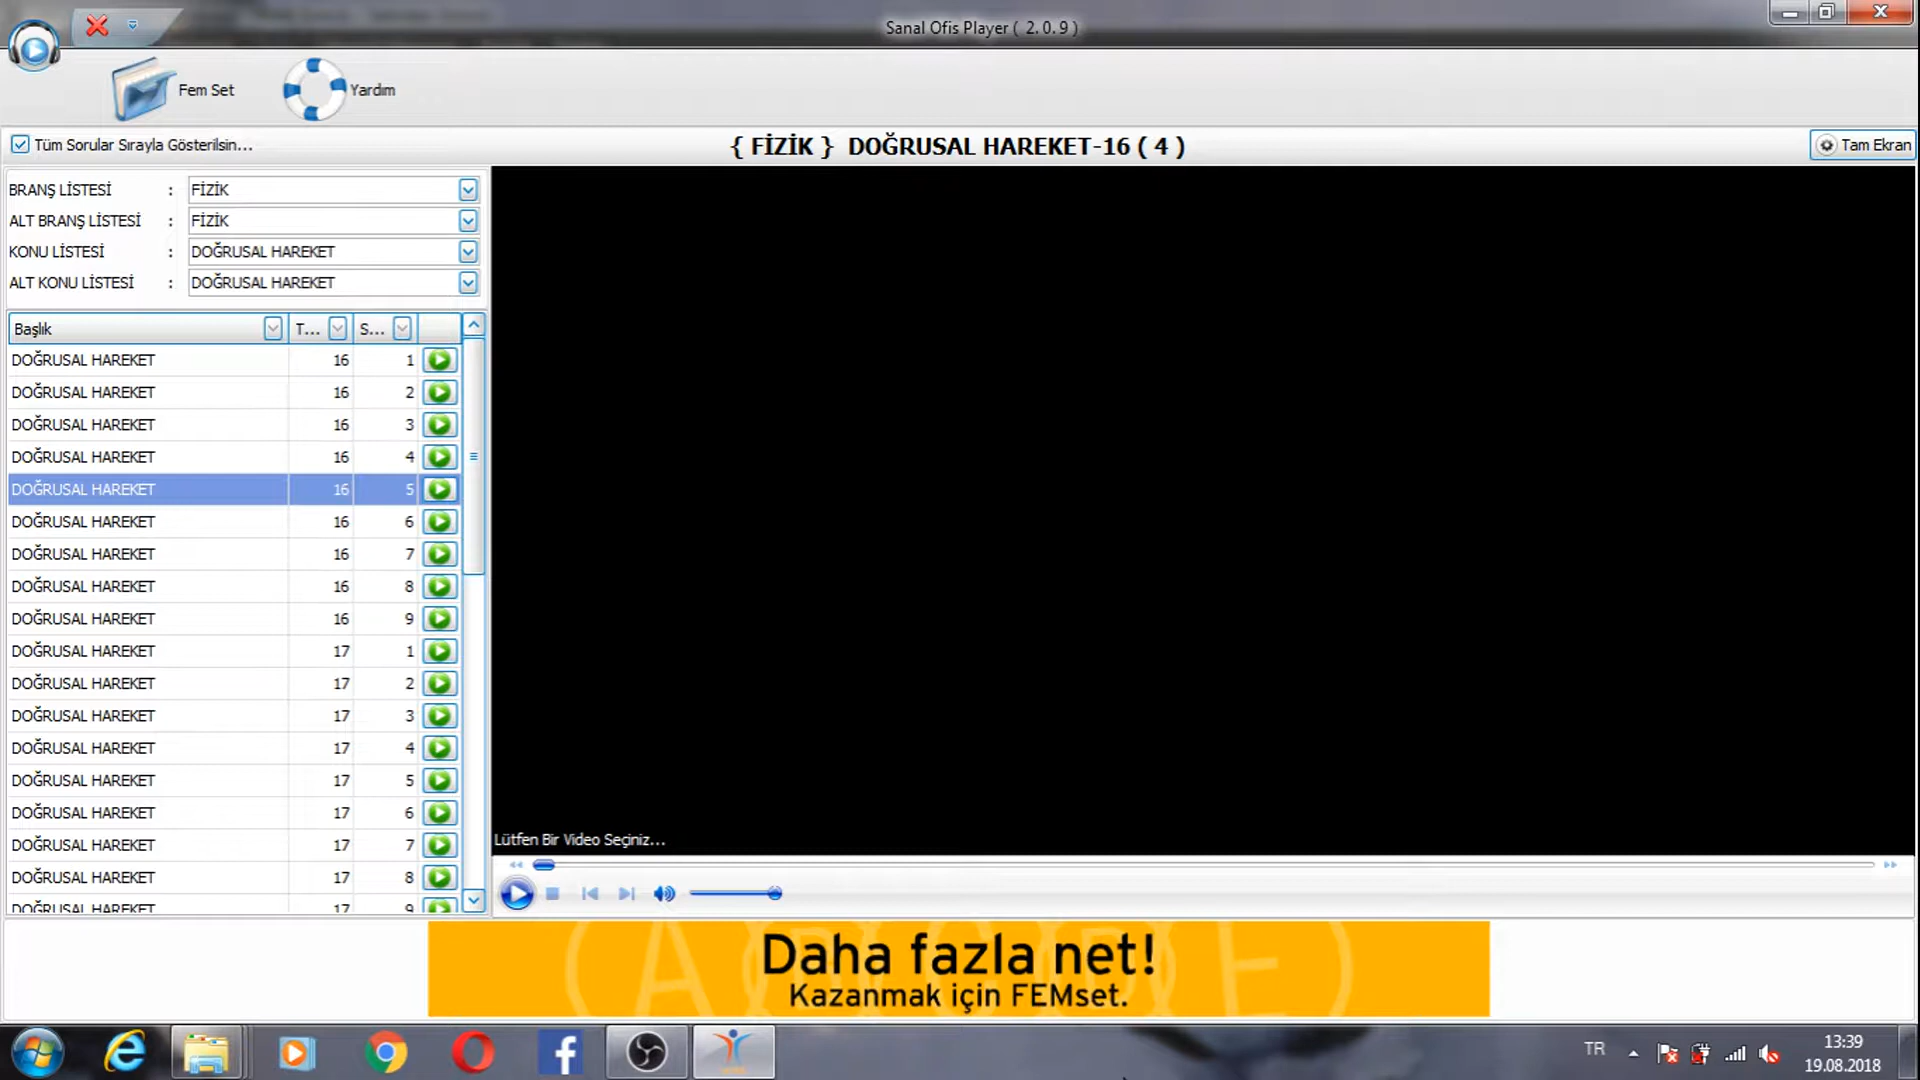 Sanal Ofis Player ( 2.0.9 )
Fem Set
Yardım
Tüm Sorular Sırayla Gösterilsin...
{ FİZİK } DOĞRUSAL HAREKET-16 ( 4 )
Tam Ekran
BRANŞ LİSTESİ : FİZİK
ALT BRANŞ LİSTESİ : FİZİK
KONU LİSTESİ : DOĞRUSAL HAREKET
ALT KONU LİSTESİ : DOĞRUSAL HAREKET
Başlık T... S...
DOĞRUSAL HAREKET 16 1
DOĞRUSAL HAREKET 16 2
DOĞRUSAL HAREKET 16 3
DOĞRUSAL HAREKET 16 4
DOĞRUSAL HAREKET 16 5
DOĞRUSAL HAREKET 16 6
DOĞRUSAL HAREKET 16 7
DOĞRUSAL HAREKET 16 8
DOĞRUSAL HAREKET 16 9
DOĞRUSAL HAREKET 17 1
DOĞRUSAL HAREKET 17 2
DOĞRUSAL HAREKET 17 3
DOĞRUSAL HAREKET 17 4
DOĞRUSAL HAREKET 17 5
DOĞRUSAL HAREKET 17 6
DOĞRUSAL HAREKET 17 7
DOĞRUSAL HAREKET 17 8
DOĞRUSAL HAREKET 17 9
Lütfen Bir Video Seçiniz...
Daha fazla net!
Kazanmak için FEMset.
TR
13:39
19.08.2018